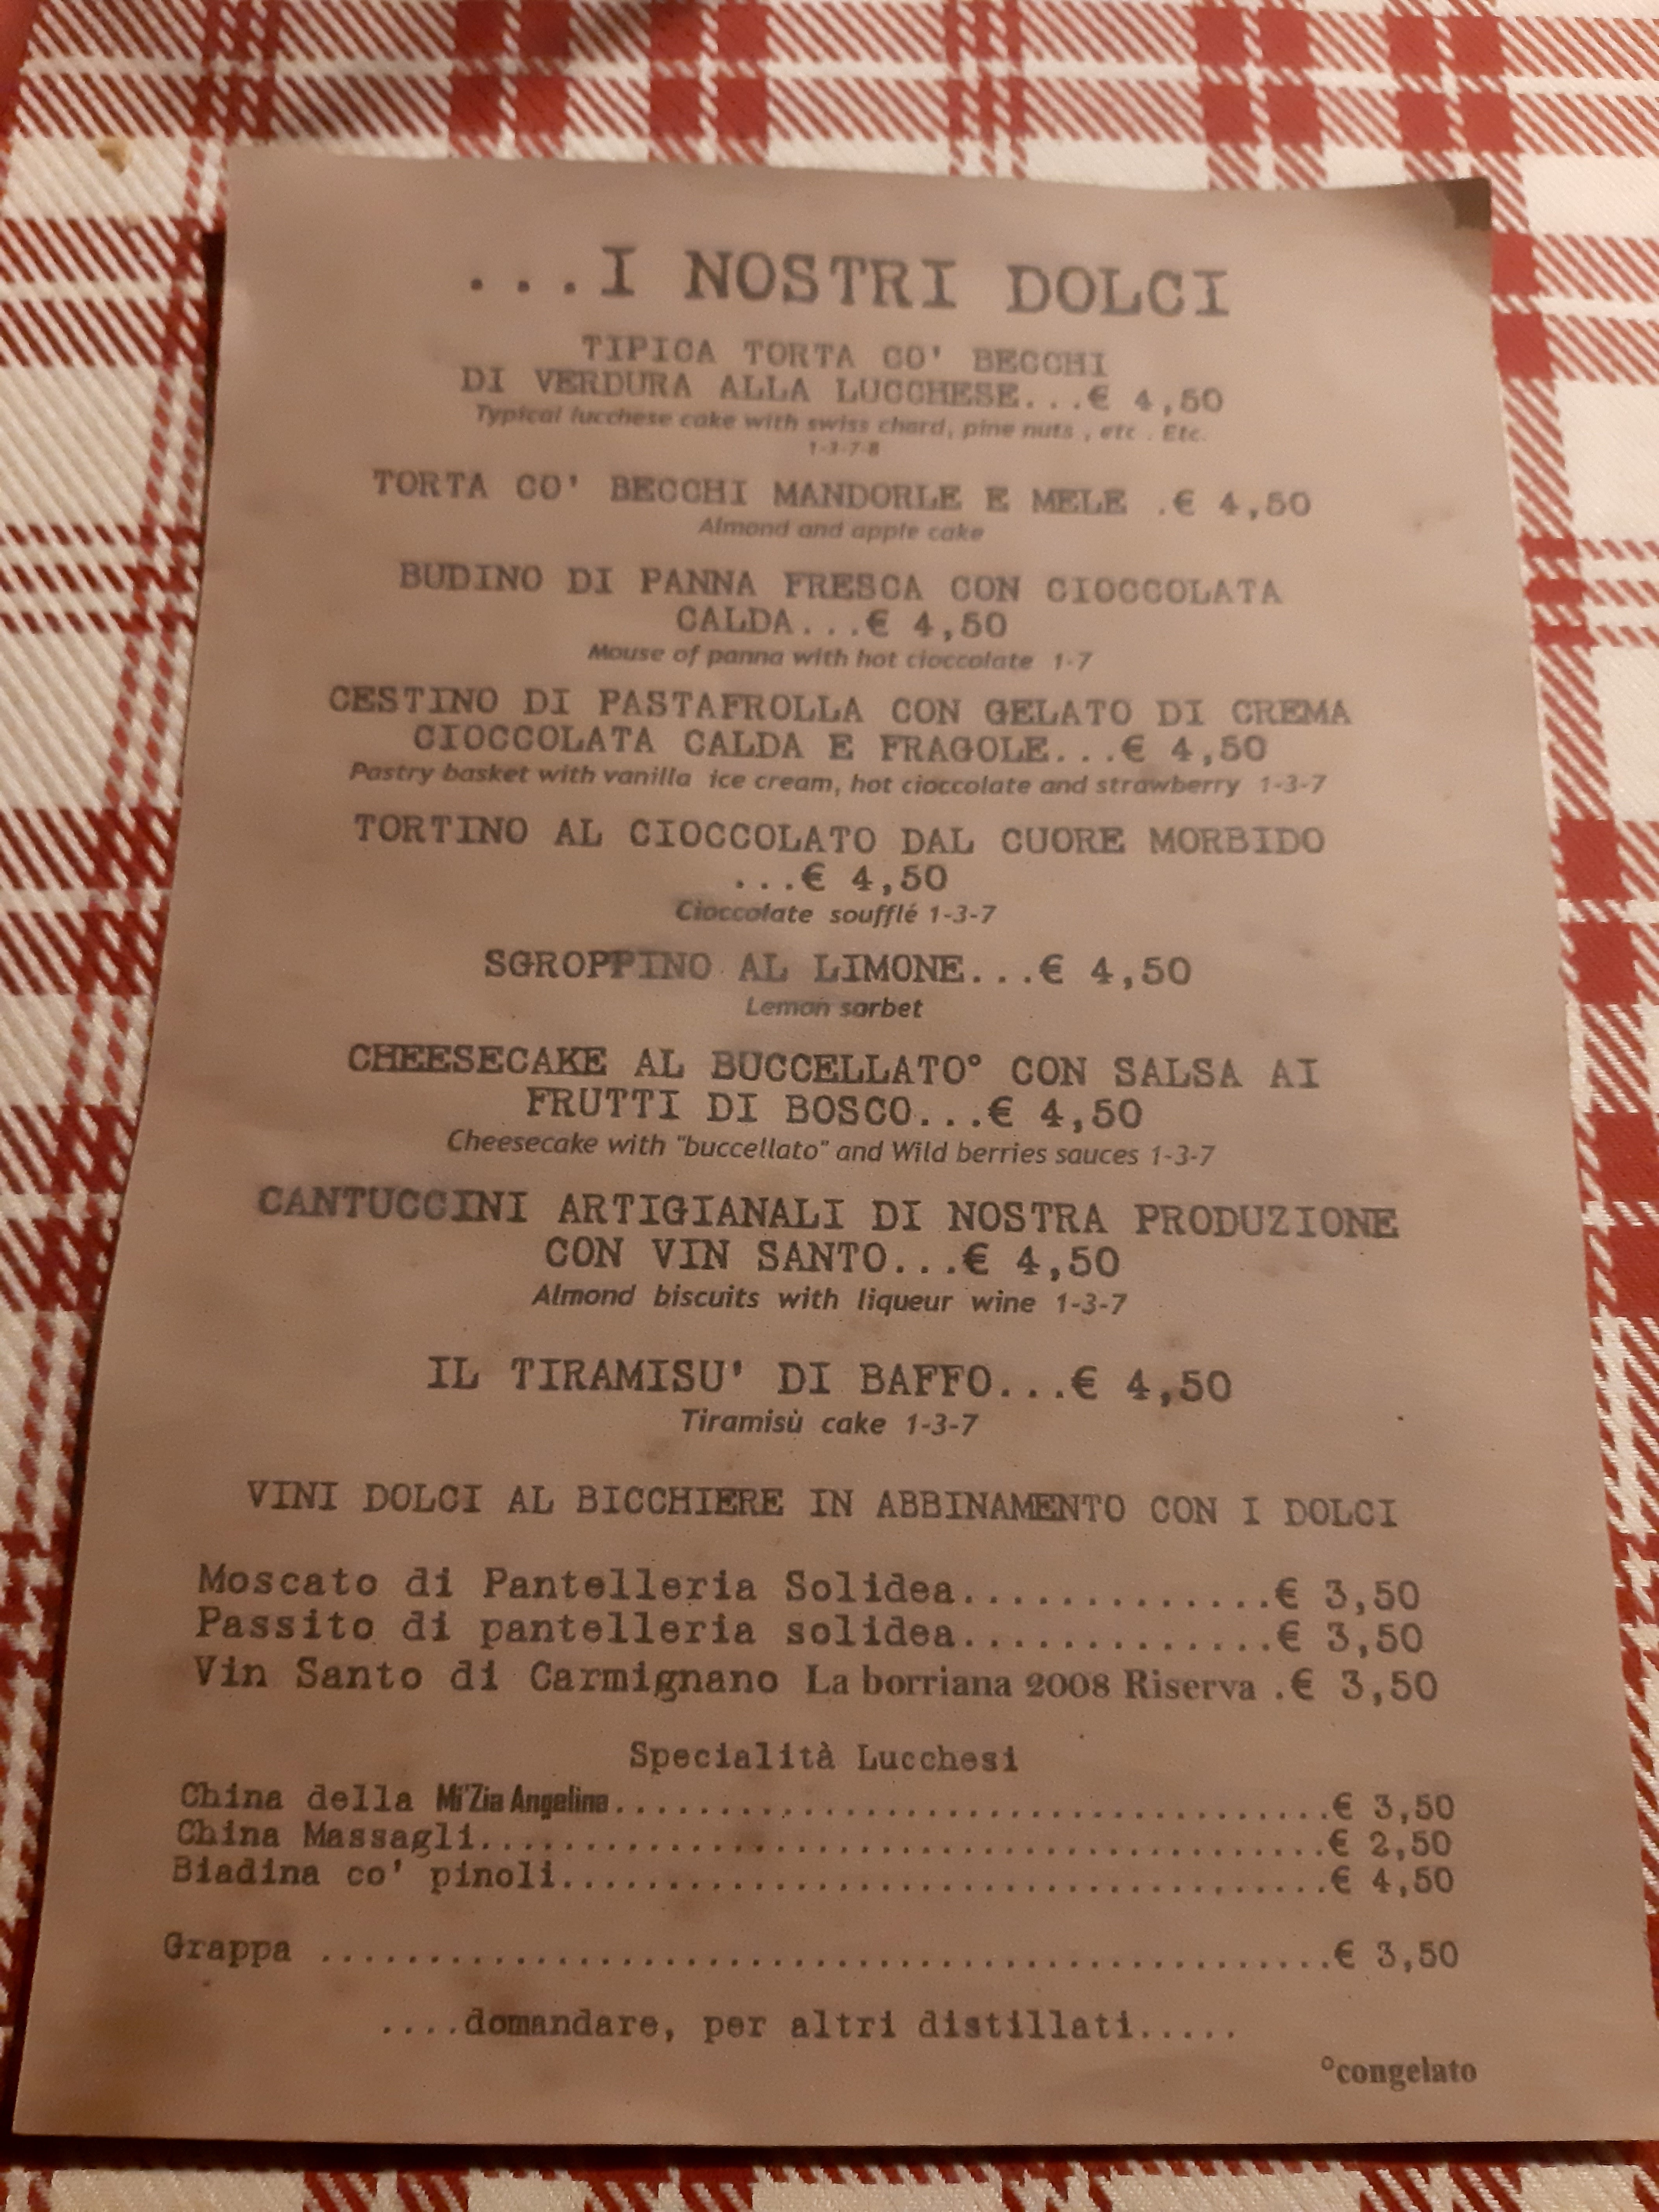 ...I NOSTRI DOLCI
TIPICA TORTA CO' BECCHI
DI VERDURA ALLA LUCCHESE...€ 4,50
Typical lucchese cake with swiss chard, pine nuts , etc . Etc.
1-3-7-8
TORTA CO' BECCHI MANDORLE E MELE .€ 4,50
Almond and apple cake
BUDINO DI PANNA FRESCA CON CIOCCOLATA
CALDA...€ 4,50
Mouse of panna with hot cioccolate 1-7
CESTINO DI PASTAFROLLA CON GELATO DI CREMA
CIOCCOLATA CALDA E FRAGOLE...€ 4,50
Pastry basket with vanilla ice cream, hot cioccolate and strawberry 1-3-7
TORTINO AL CIOCCOLATO DAL CUORE MORBIDO
...€ 4,50
Cioccolate soufflé 1-3-7
SGROPPINO AL LIMONE...€ 4,50
Lemon sorbet
CHEESECAKE AL BUCCELLATO° CON SALSA AI
FRUTTI DI BOSCO...€ 4,50
Cheesecake with "buccellato" and Wild berries sauces 1-3-7
CANTUCCINI ARTIGIANALI DI NOSTRA PRODUZIONE
CON VIN SANTO...€ 4,50
Almond biscuits with liqueur wine 1-3-7
IL TIRAMISU' DI BAFFO...€ 4,50
Tiramisù cake 1-3-7
VINI DOLCI AL BICCHIERE IN ABBINAMENTO CON I DOLCI
Moscato di Pantelleria Solidea.............€ 3,50
Passito di pantelleria solidea.............€ 3,50
Vin Santo di Carmignano La borriana 2008 Riserva .€ 3,50
Specialità Lucchesi
China della Mi'Zia Angelina.................................€ 3,50
China Massagli.......................................€ 2,50
Biadina co' pinoli...................................€ 4,50
Grappa ..............................................€ 3,50
....domandare, per altri distillati.....
°congelato